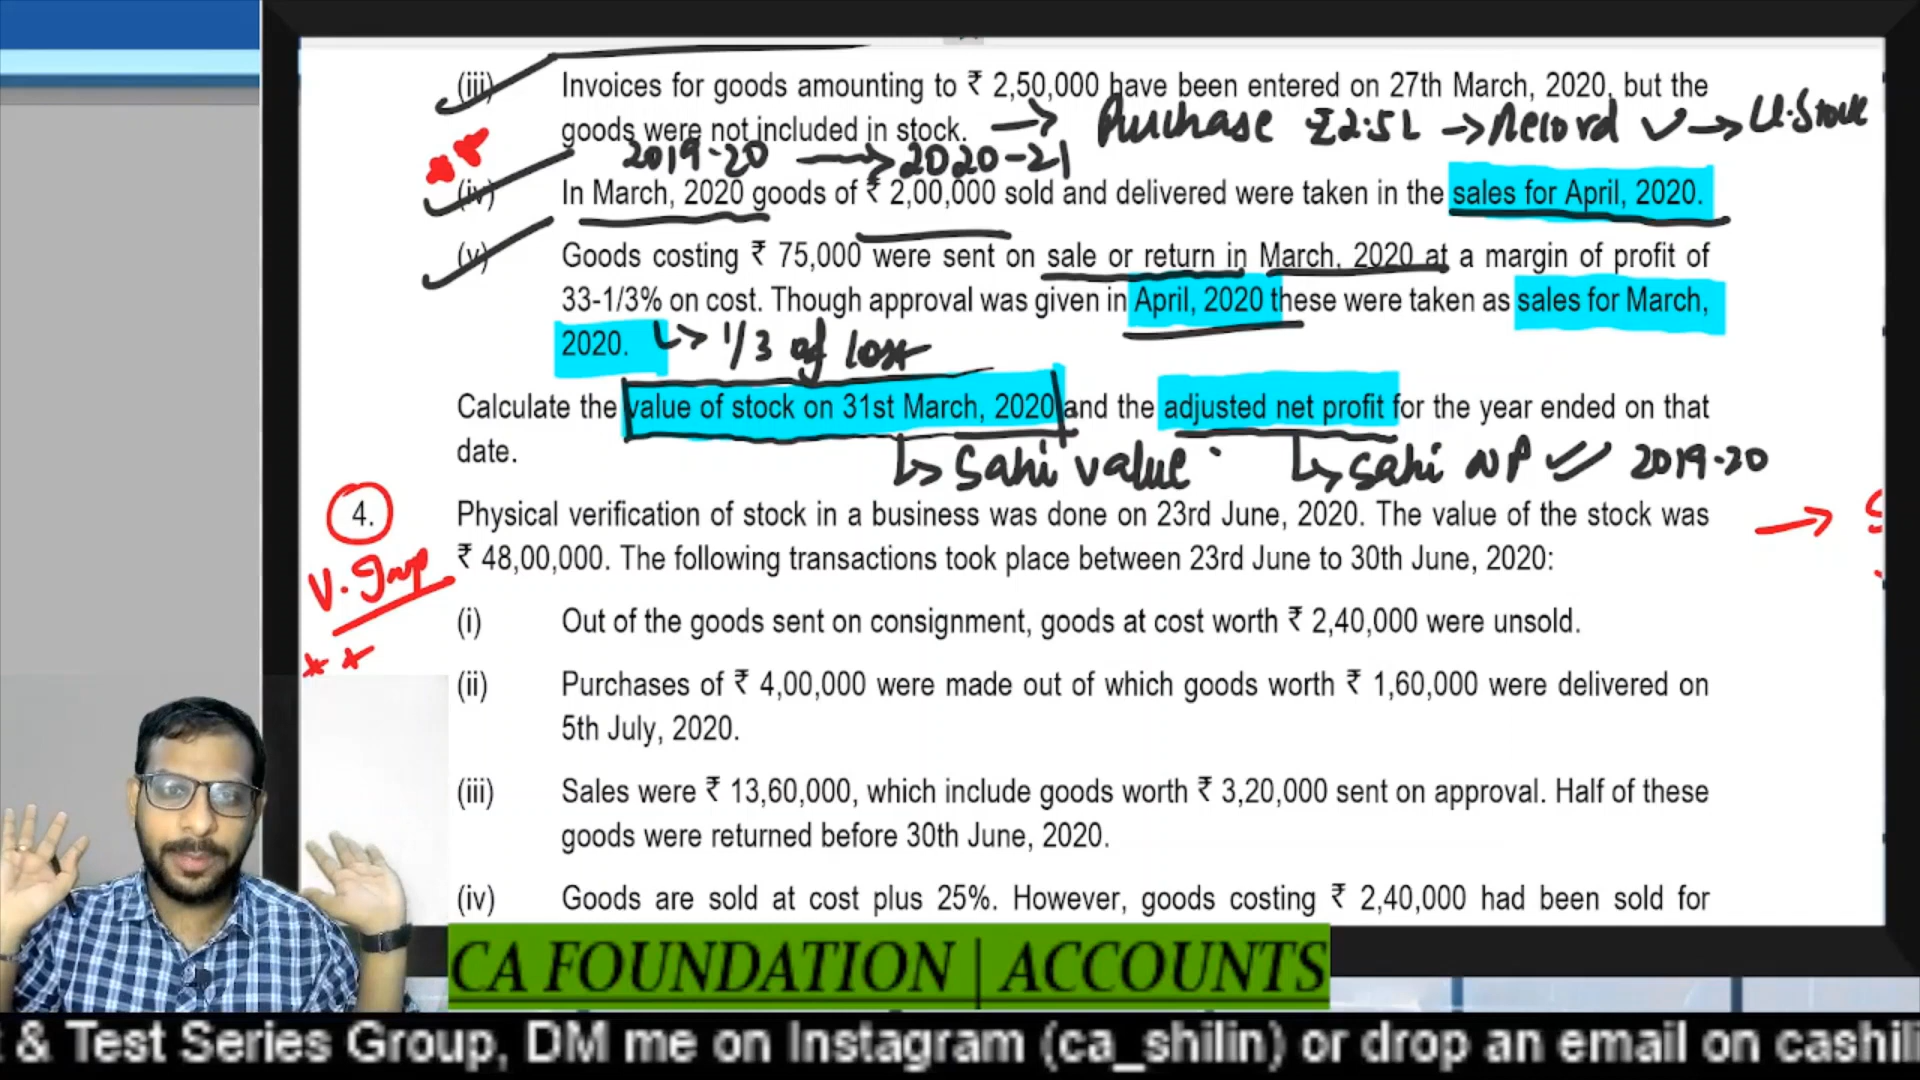 (iii) Invoices for goods amounting to ₹ 2,50,000 have been entered on 27th March, 2020, but the
goods were not included in stock. → Purchase ₹2.5L → Record ✓ → U.Stock
2019-20 → 2020-21
(iv) In March, 2020 goods of ₹ 2,00,000 sold and delivered were taken in the sales for April, 2020.
(v) Goods costing ₹ 75,000 were sent on sale or return in March, 2020 at a margin of profit of
33-1/3% on cost. Though approval was given in April, 2020 these were taken as sales for March,
2020. ↳ 1/3 of cost
Calculate the value of stock on 31st March, 2020 and the adjusted net profit for the year ended on that
date. ↳ Sahi value ↳ Sahi NP ✓ 2019-20
4. Physical verification of stock in a business was done on 23rd June, 2020. The value of the stock was
V. Imp ₹ 48,00,000. The following transactions took place between 23rd June to 30th June, 2020:
(i) Out of the goods sent on consignment, goods at cost worth ₹ 2,40,000 were unsold.
(ii) Purchases of ₹ 4,00,000 were made out of which goods worth ₹ 1,60,000 were delivered on
5th July, 2020.
(iii) Sales were ₹ 13,60,000, which include goods worth ₹ 3,20,000 sent on approval. Half of these
goods were returned before 30th June, 2020.
(iv) Goods are sold at cost plus 25%. However, goods costing ₹ 2,40,000 had been sold for
CA FOUNDATION | ACCOUNTS
& Test Series Group, DM me on Instagram (ca_shilin) or drop an email on cashili